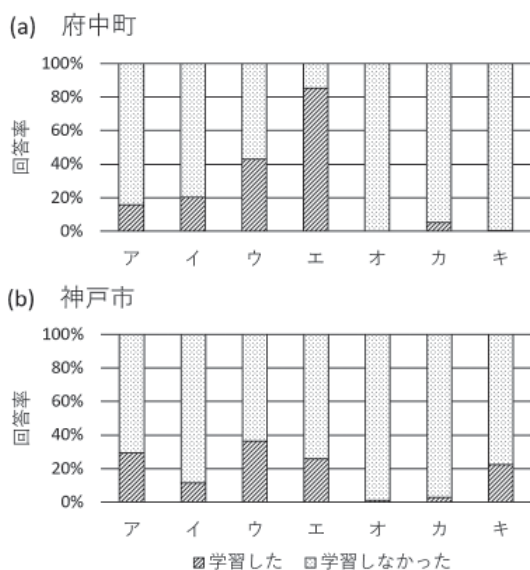 (a) 府中町
100%
80%
60%
40%
20%
0%
回答率
ア イ ウ エ オ カ キ
(b) 神戸市
100%
80%
60%
40%
20%
0%
回答率
ア イ ウ エ オ カ キ
学習した 学習しなかった